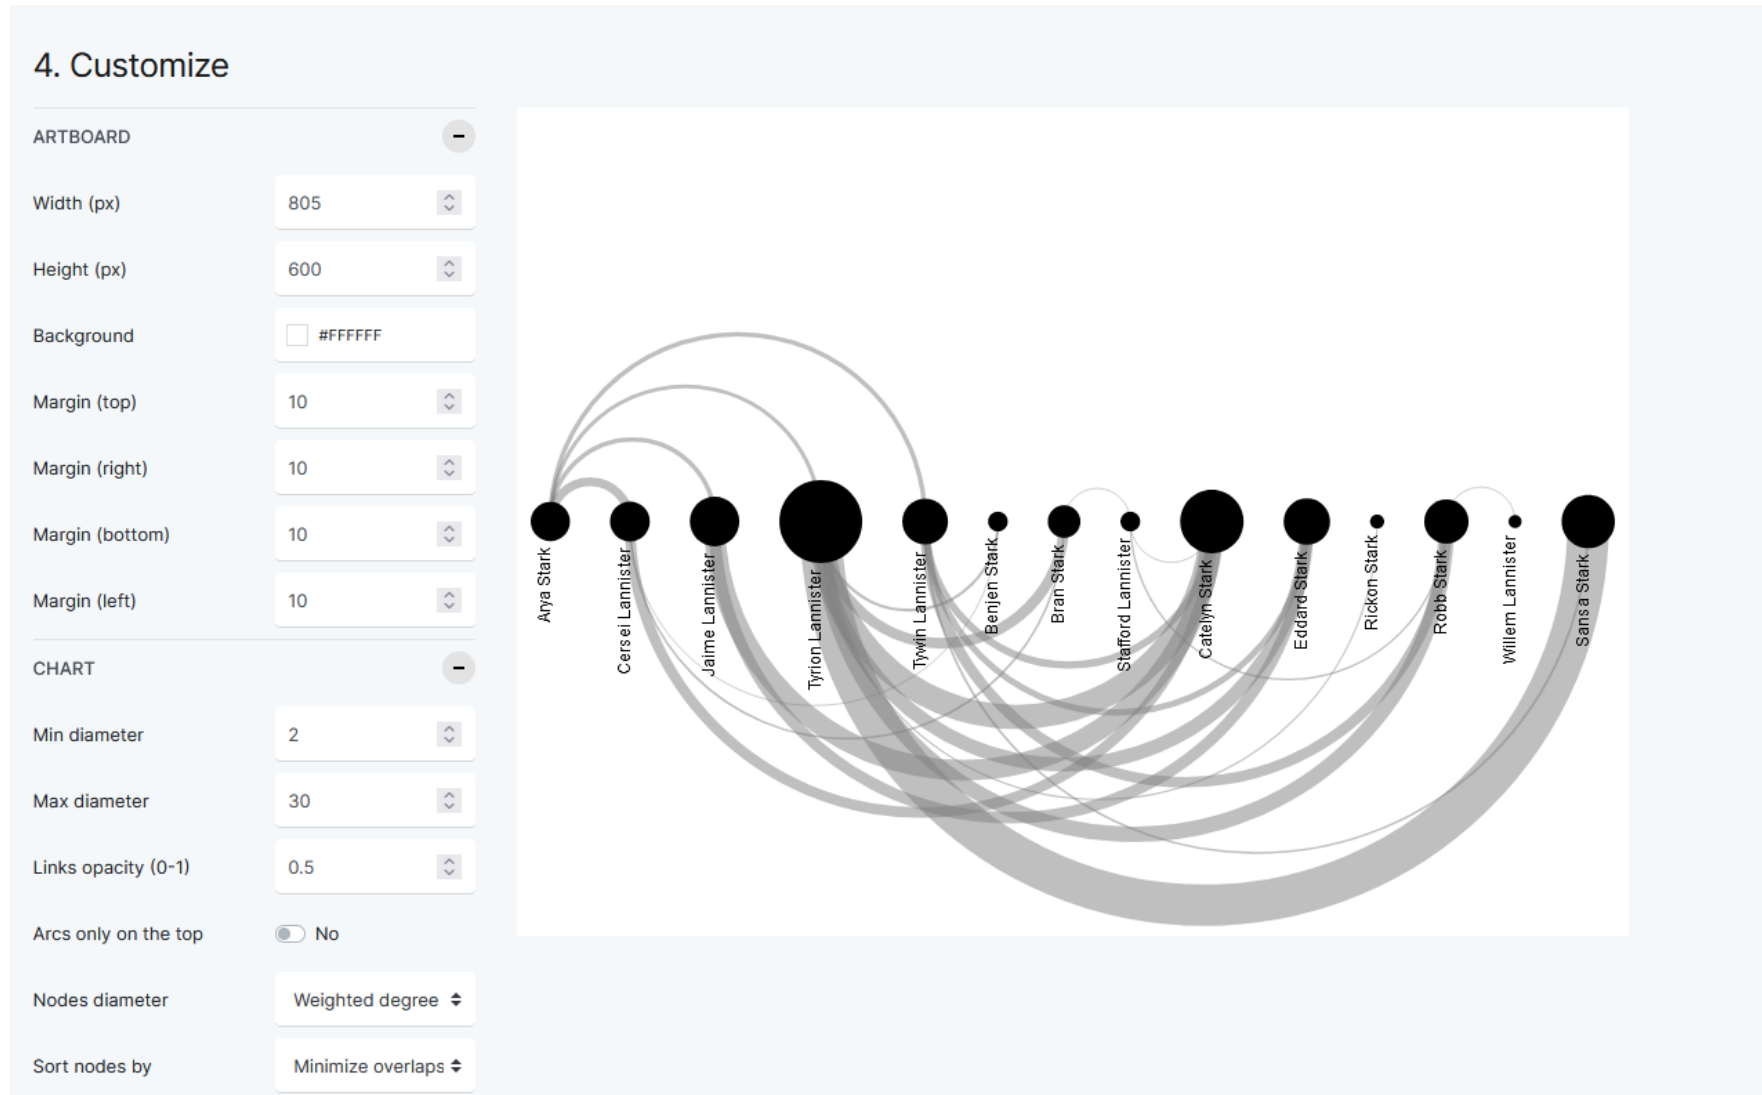 4. Customize
ARTBOARD
Width (px)
805
Height (px)
600
Background
#FFFFFF
Margin (top)
10
Margin (right)
10
Margin (bottom)
10
Margin (left)
10
CHART
Min diameter
2
Max diameter
30
Links opacity (0-1)
0.5
Arcs only on the top
No
Nodes diameter
Weighted degree
Sort nodes by
Minimize overlaps
Arya Stark
Cersei Lannister
Jaime Lannister
Tyrion Lannister
Tywin Lannister
Benjen Stark
Bran Stark
Stafford Lannister
Catelyn Stark
Eddard Stark
Rickon Stark
Robb Stark
Willem Lannister
Sansa Stark